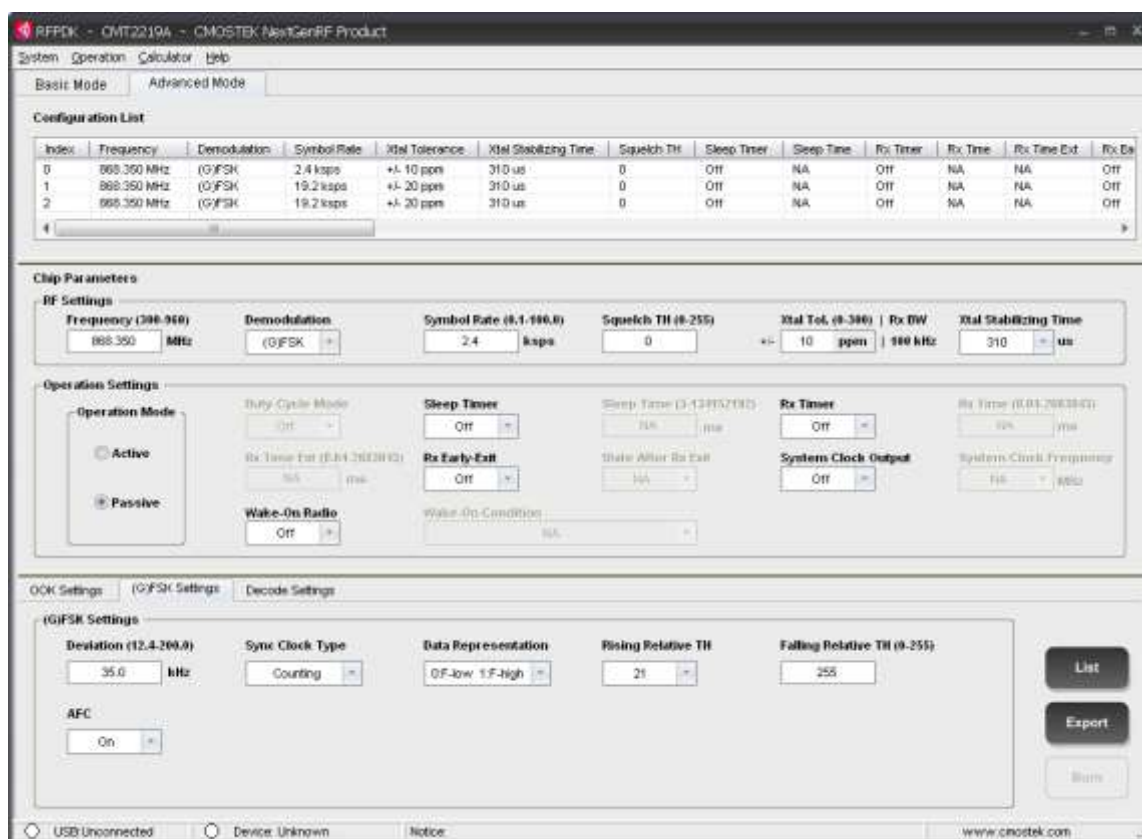 RFPDK - CMT2219A - CMOSTEK NextGenRF Product
System Operation Calculator Help
Basic Mode Advanced Mode
Configuration List
Index Frequency Demodulation Symbol Rate Xtal Tolerance Xtal Stabilizing Time Squelch TH Sleep Timer Sleep Time Rx Timer Rx Time Rx Time Ext Rx Ea
0 868.350 MHz (G)FSK 2.4 ksps +/- 10 ppm 310 us 0 Off NA Off NA NA Off
1 868.350 MHz (G)FSK 19.2 ksps +/- 20 ppm 310 us 0 Off NA Off NA NA Off
2 868.350 MHz (G)FSK 19.2 ksps +/- 20 ppm 310 us 0 Off NA Off NA NA Off
Chip Parameters
RF Settings
Frequency (300-960) Demodulation Symbol Rate (0.1-100.0) Squelch TH (0-255) Xtal Tol. (0-300) | Rx BW Xtal Stabilizing Time
868.350 MHz (G)FSK 2.4 ksps 0 +/- 10 ppm | 100 kHz 310 us
Operation Settings
Operation Mode Duty-Cycle Mode Sleep Timer Sleep Time Rx Timer Rx Time
Off Off NA ms Off NA ms
Active Rx Time Ext Rx Early-Exit State After Rx Exit System Clock Output System Clock Frequency
NA ms Off NA Off NA MHz
Passive
Wake-On Radio Wake-On Condition
Off NA
OOK Settings (G)FSK Settings Decode Settings
(G)FSK Settings
Deviation (12.4-200.0) Sync Clock Type Data Representation Rising Relative TH Falling Relative TH (0-255)
35.0 kHz Counting 0:F-low 1:F-high 21 255
List
AFC
On
Export
Burn
USB:Unconnected Device: Unknown Notice: www.cmostek.com